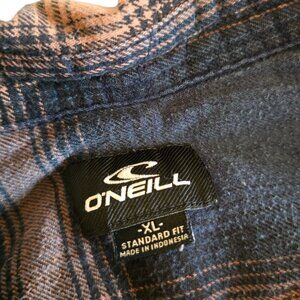 O'NEILL
-XL-
STANDARD FIT
MADE IN INDONESIA